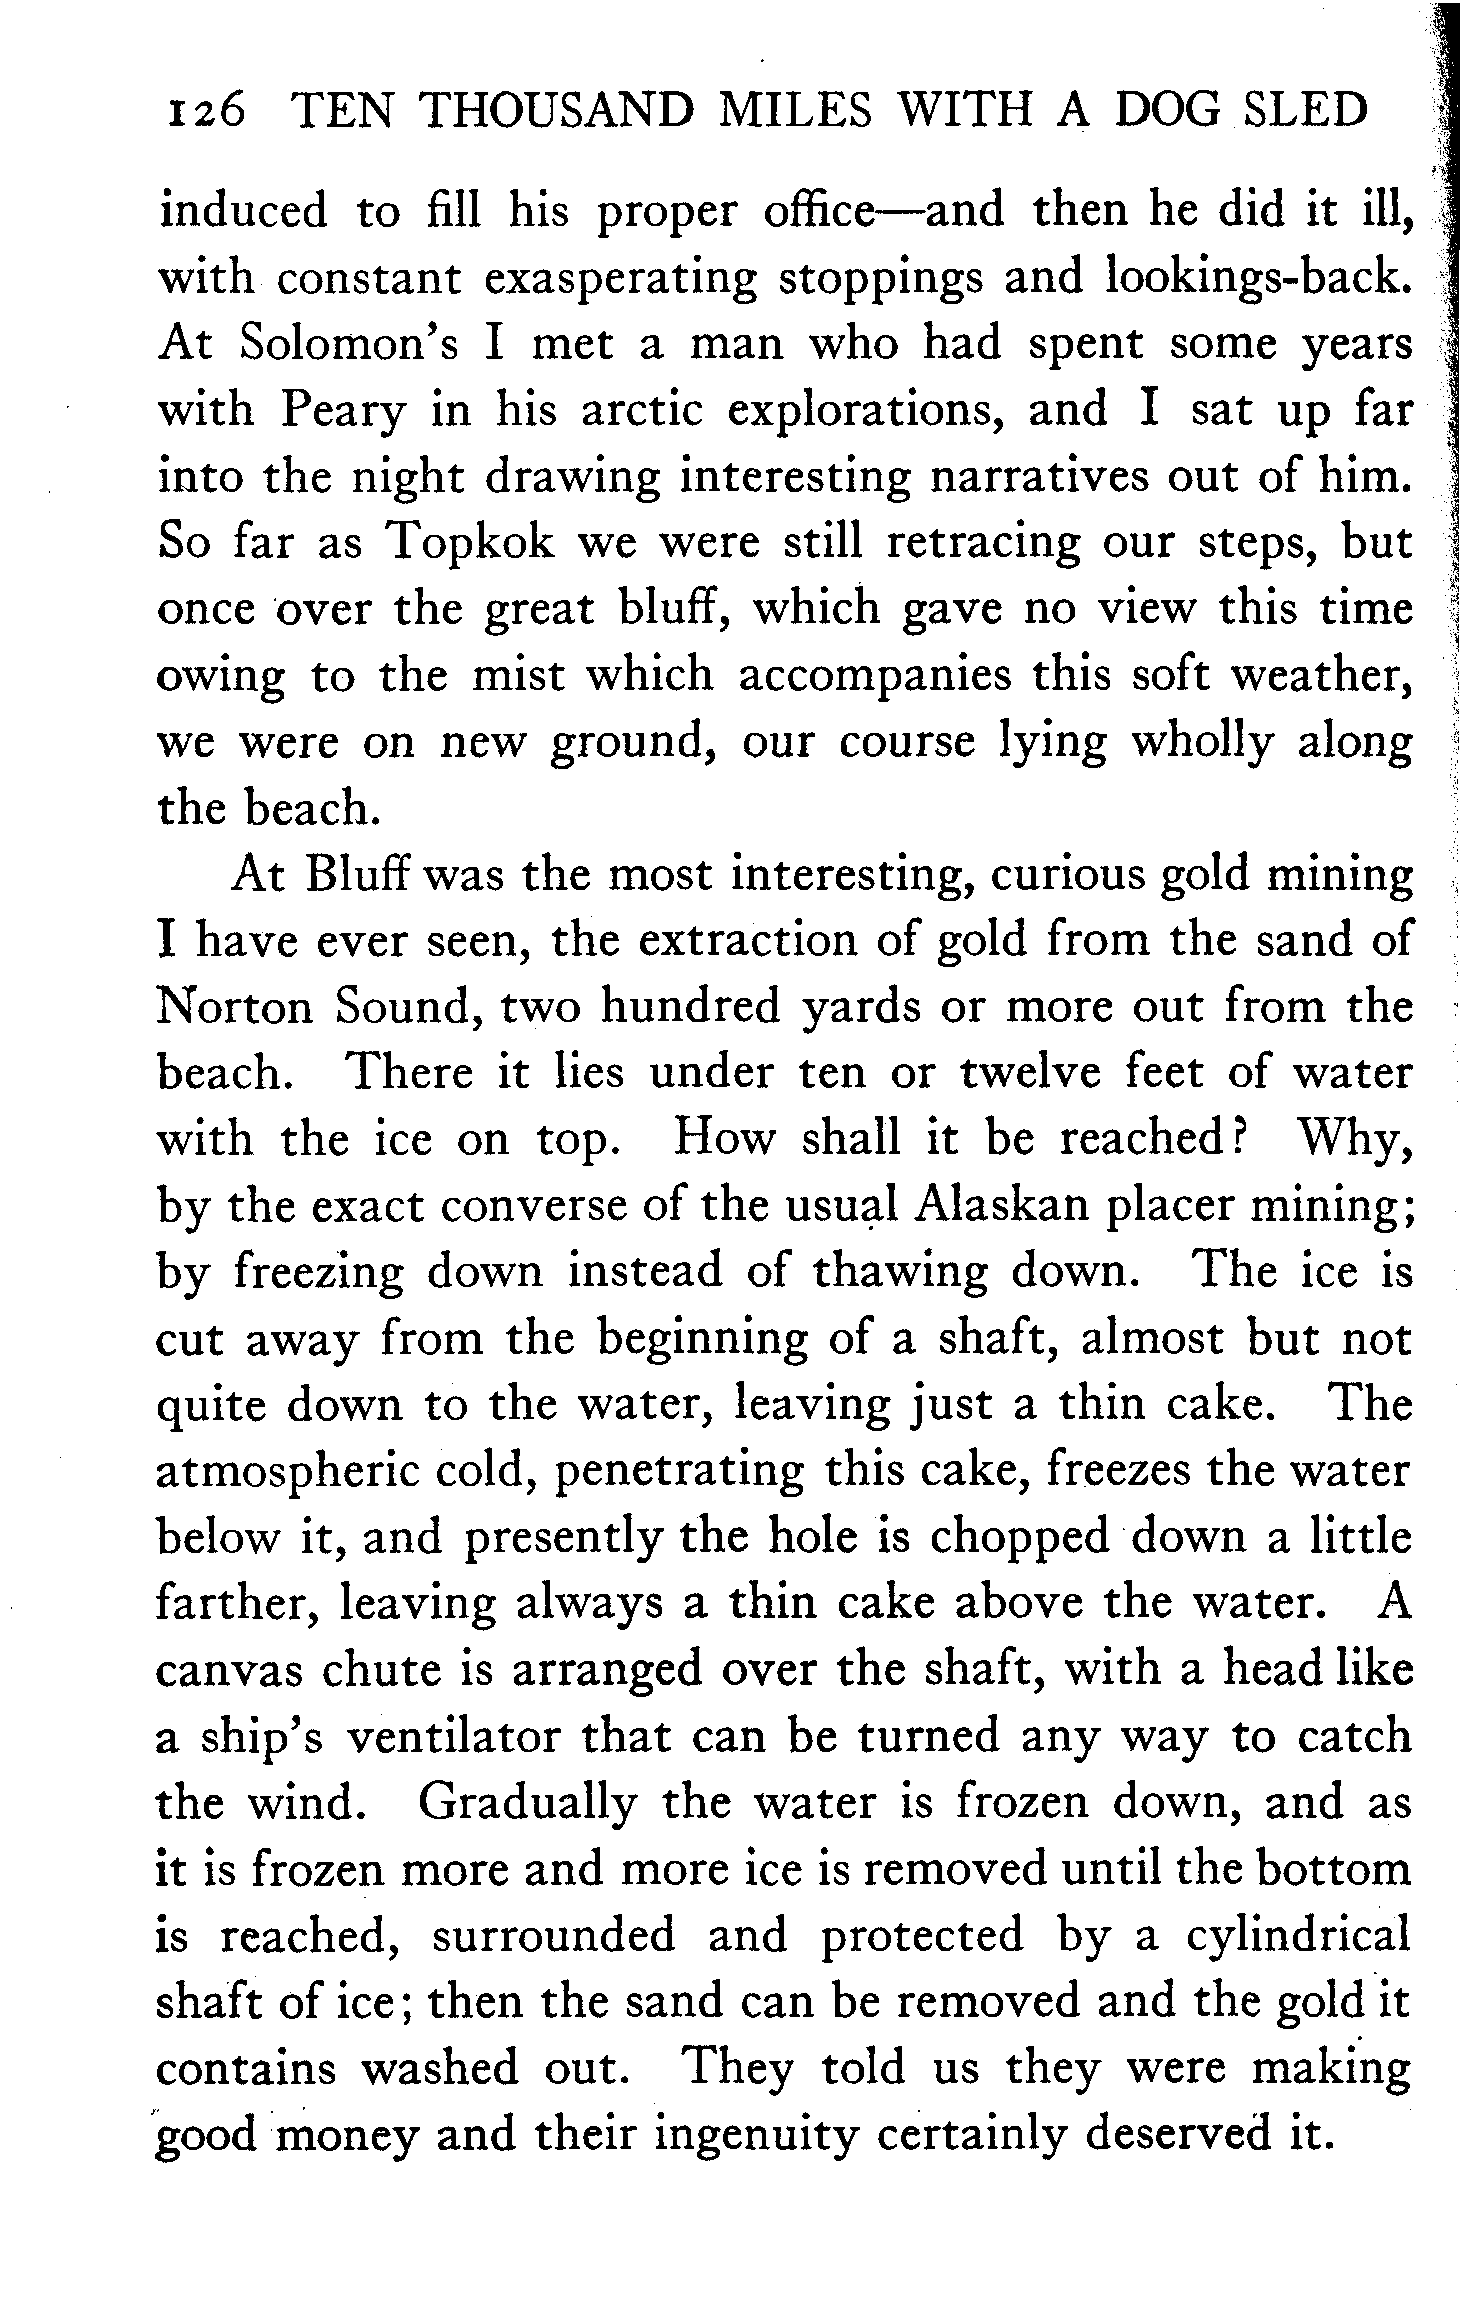 126 TEN THOUSAND MILES WITH A DOG SLED
induced to fill his proper office—and then he did it ill,
with constant exasperating stoppings and lookings-back.
At Solomon's I met a man who had spent some years
with Peary in his arctic explorations, and I sat up far
into the night drawing interesting narratives out of him.
So far as Topkok we were still retracing our steps, but
once over the great bluff, which gave no view this time
owing to the mist which accompanies this soft weather,
we were on new ground, our course lying wholly along
the beach.
At Bluff was the most interesting, curious gold mining
I have ever seen, the extraction of gold from the sand of
Norton Sound, two hundred yards or more out from the
beach. There it lies under ten or twelve feet of water
with the ice on top. How shall it be reached? Why,
by the exact converse of the usual Alaskan placer mining;
by freezing down instead of thawing down. The ice is
cut away from the beginning of a shaft, almost but not
quite down to the water, leaving just a thin cake. The
atmospheric cold, penetrating this cake, freezes the water
below it, and presently the hole is chopped down a little
farther, leaving always a thin cake above the water. A
canvas chute is arranged over the shaft, with a head like
a ship's ventilator that can be turned any way to catch
the wind. Gradually the water is frozen down, and as
it is frozen more and more ice is removed until the bottom
is reached, surrounded and protected by a cylindrical
shaft of ice; then the sand can be removed and the gold it
contains washed out. They told us they were making
good money and their ingenuity certainly deserved it.